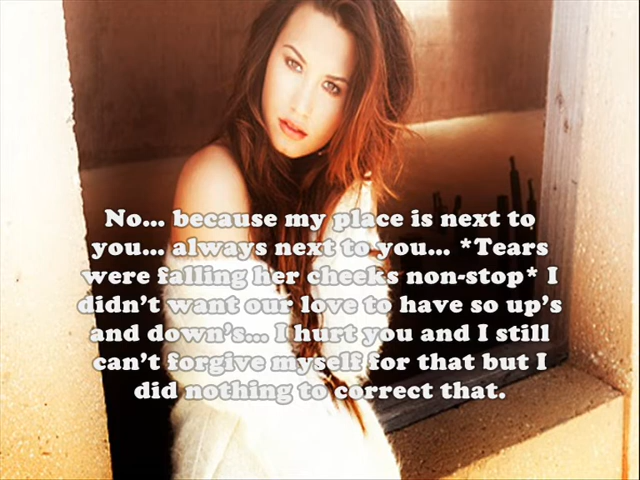 No... because my place is next to
you... always next to you... *Tears
were falling her cheeks non-stop* I
didn't want our love to have so up's
and down's... I hurt you and I still
can't forgive myself for that but I
did nothing to correct that.